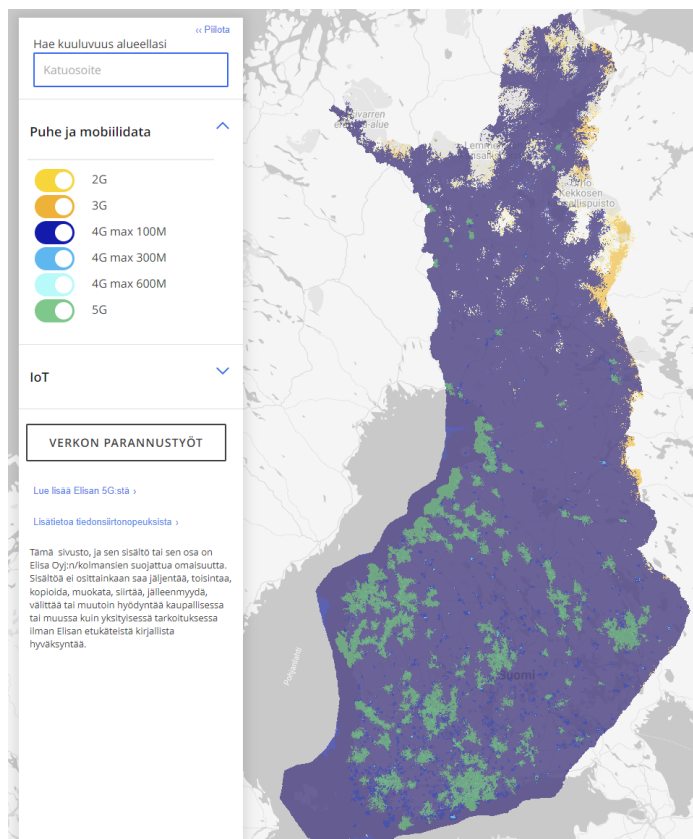 ‹‹ Piilota
Hae kuuluvuus alueellasi
Katuosoite
Puhe ja mobiilidata
2G
3G
4G max 100M
4G max 300M
4G max 600M
5G
IoT
VERKON PARANNUSTYÖT
Lue lisää Elisan 5G:stä ›
Lisätietoa tiedonsiirtonopeuksista ›
Tämä sivusto, ja sen sisältö tai sen osa on
Elisa Oyj:n/kolmansien suojattua omaisuutta.
Sisältöä ei osittainkaan saa jäljentää, toisintaa,
kopioida, muokata, siirtää, jälleenmyydä,
välittää tai muutoin hyödyntää kaupallisessa
tai muussa kuin yksityisessä tarkoituksessa
ilman Elisan etukäteistä kirjallista
hyväksyntää.
Kekkosen
Pohjanlahti
Suomi